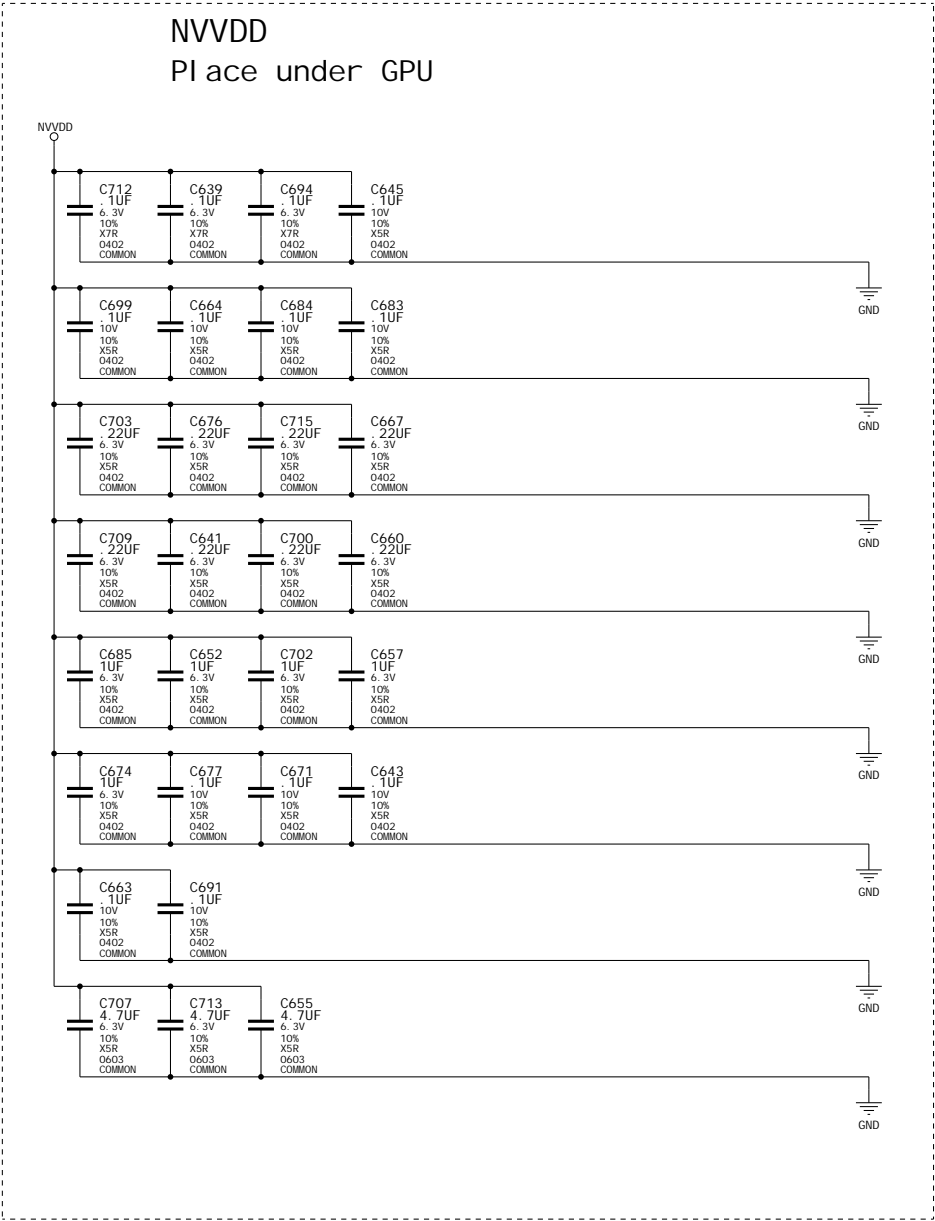 NVVDD
Place under GPU
NVVDD
C712 C639 C694 C645
.1UF .1UF .1UF .1UF
6.3V 6.3V 6.3V 10V
10% 10% 10% 10%
X7R X7R X7R X5R
0402 0402 0402 0402
COMMON COMMON COMMON COMMON
GND
C699 C664 C684 C683
.1UF .1UF .1UF .1UF
10V 10V 10V 10V
10% 10% 10% 10%
X5R X5R X5R X5R
0402 0402 0402 0402
COMMON COMMON COMMON COMMON
GND
C703 C676 C715 C667
.22UF .22UF .22UF .22UF
6.3V 6.3V 6.3V 6.3V
10% 10% 10% 10%
X5R X5R X5R X5R
0402 0402 0402 0402
COMMON COMMON COMMON COMMON
GND
C709 C641 C700 C660
.22UF .22UF .22UF .22UF
6.3V 6.3V 6.3V 6.3V
10% 10% 10% 10%
X5R X5R X5R X5R
0402 0402 0402 0402
COMMON COMMON COMMON COMMON
GND
C685 C652 C702 C657
1UF 1UF 1UF 1UF
6.3V 6.3V 6.3V 6.3V
10% 10% 10% 10%
X5R X5R X5R X5R
0402 0402 0402 0402
COMMON COMMON COMMON COMMON
GND
C674 C677 C671 C643
1UF .1UF .1UF .1UF
6.3V 10V 10V 10V
10% 10% 10% 10%
X5R X5R X5R X5R
0402 0402 0402 0402
COMMON COMMON COMMON COMMON
GND
C663 C691
.1UF .1UF
10V 10V
10% 10%
X5R X5R
0402 0402
COMMON COMMON
GND
C707 C713 C655
4.7UF 4.7UF 4.7UF
6.3V 6.3V 6.3V
10% 10% 10%
X5R X5R X5R
0603 0603 0603
COMMON COMMON COMMON
GND